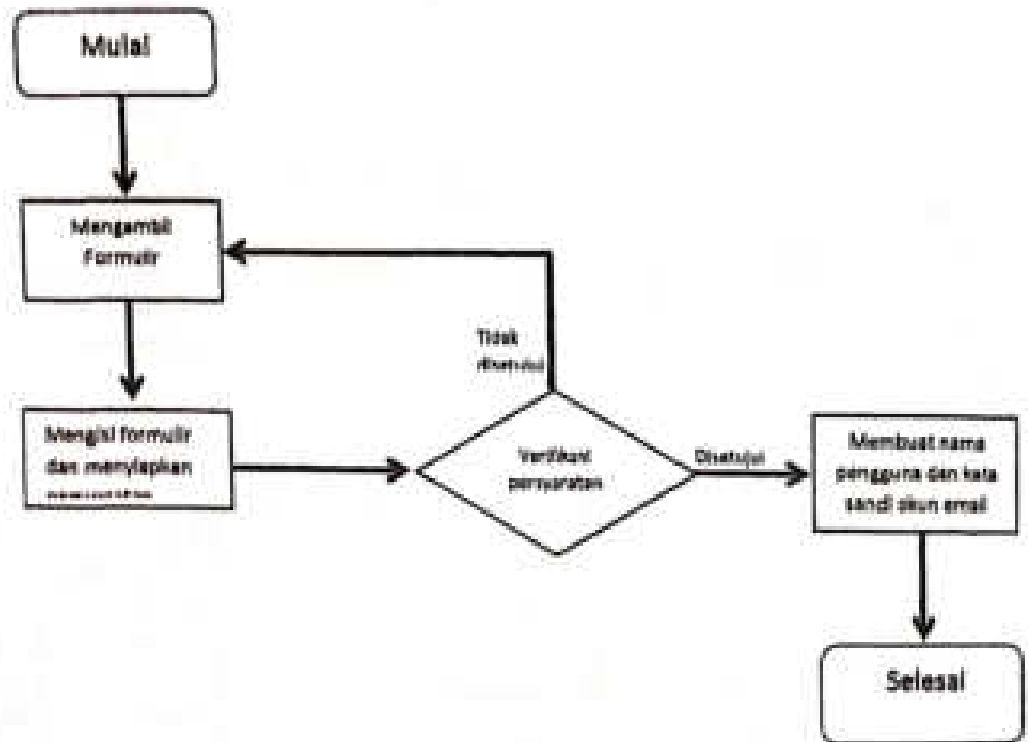 Mulai
Mengambil
Formulir
Mengisi formulir
dan menyiapkan
Verifikasi
persyaratan
Tidak
disetujui
Disetujui
Membuat nama
pengguna dan kata
sandi akun email
Selesai